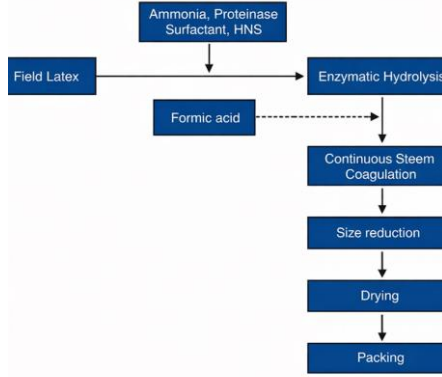 Ammonia, Proteinase
Surfactant, HNS
Field Latex
Enzymatic Hydrolysis
Formic acid
Continuous Steem
Coagulation
Size reduction
Drying
Packing